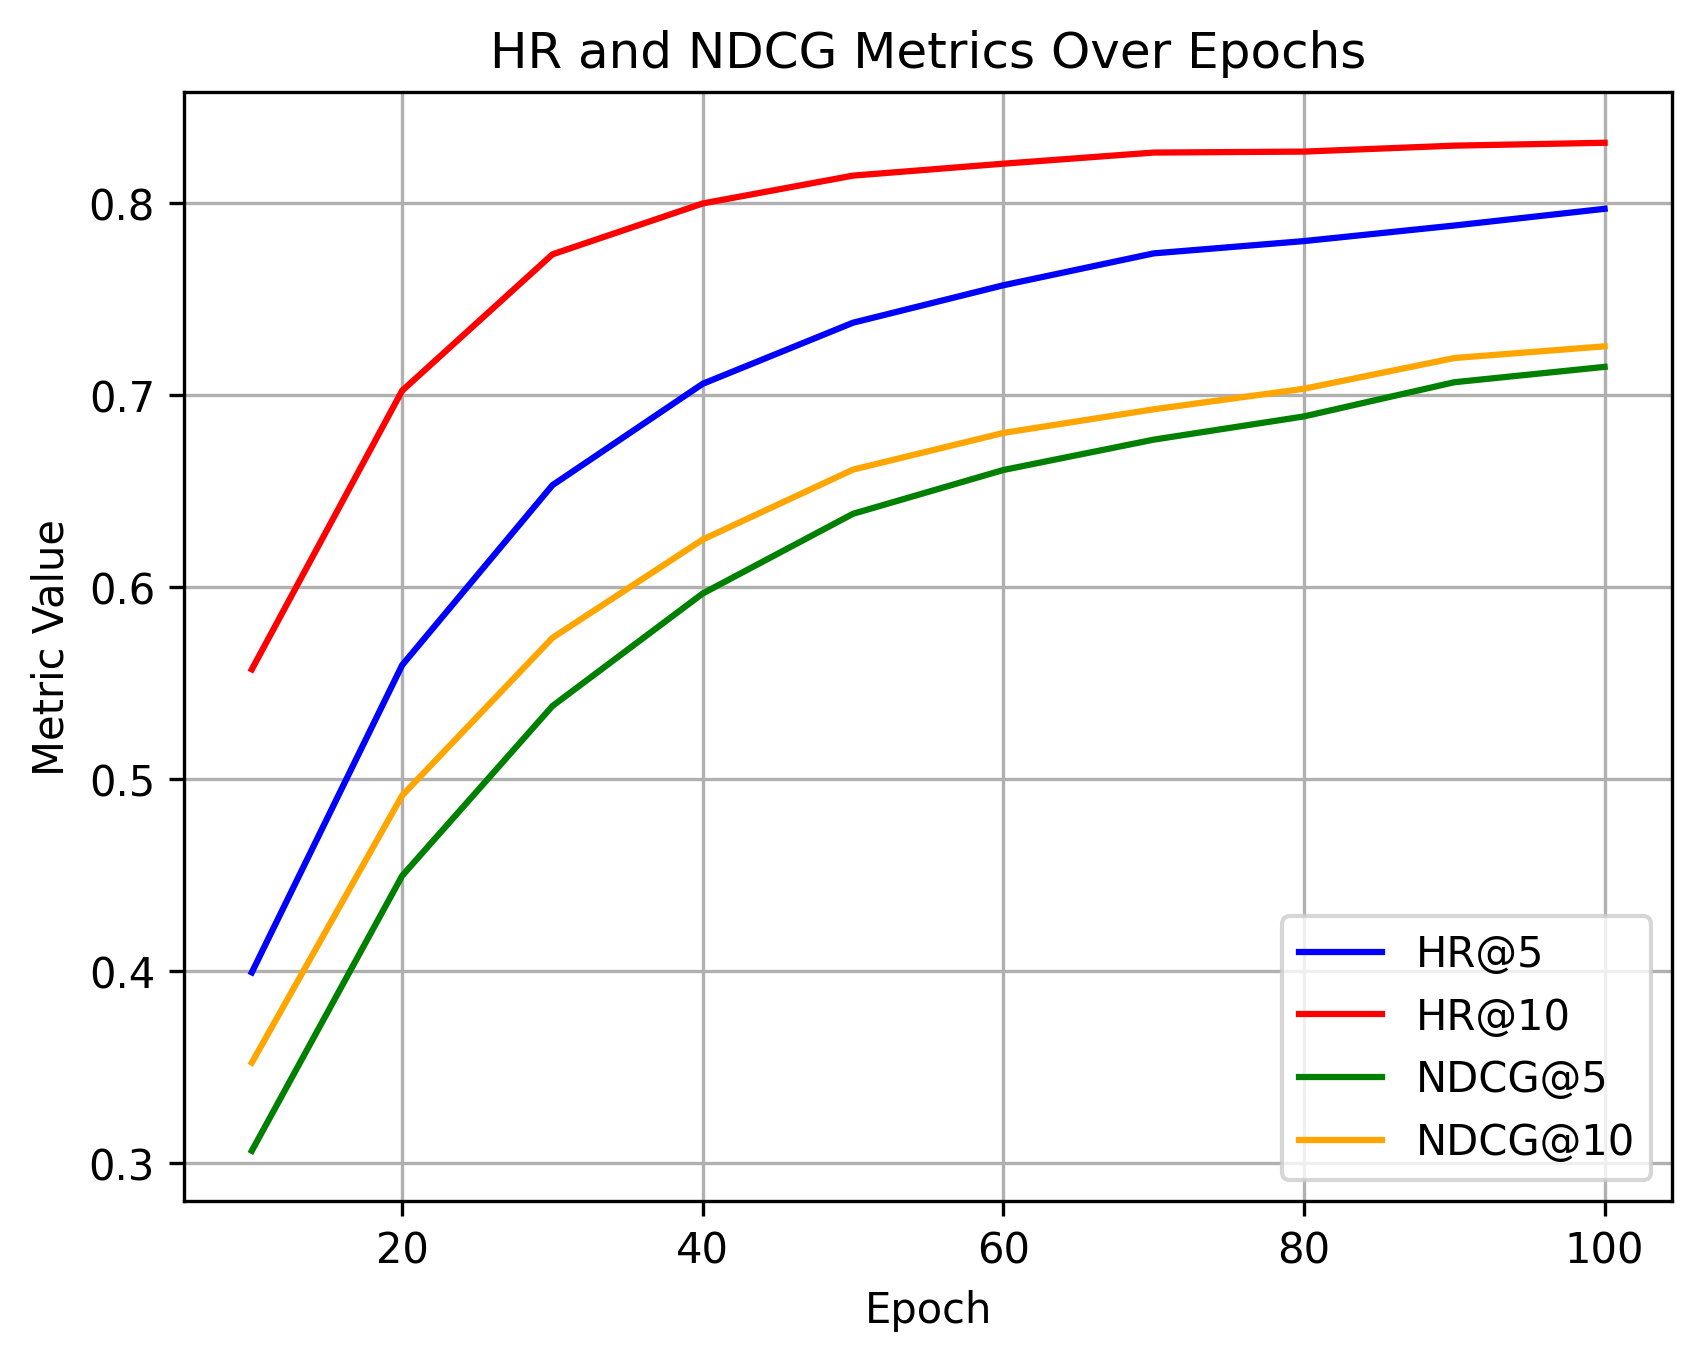 HR and NDCG Metrics Over Epochs
0.8
0.7
0.6
0.5
0.4
0.3
Metric Value
20 40 60 80 100
Epoch
HR@5
HR@10
NDCG@5
NDCG@10